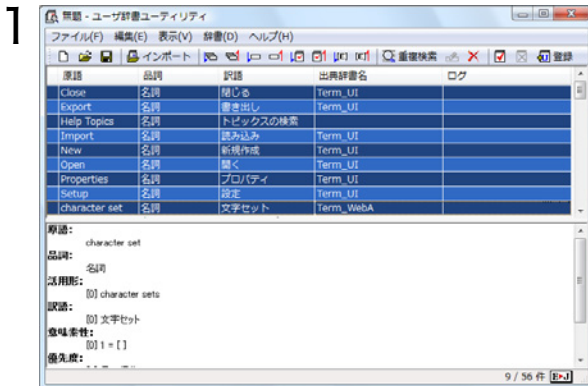 1
無題 - ユーザ辞書ユーティリティ
ファイル(F) 編集(E) 表示(V) 辞書(D) ヘルプ(H)
インポート 重複検索 登録
原語 品詞 訳語 出典辞書名 ログ
Close 名詞 閉じる Term_UI
Export 名詞 書き出し Term_UI
Help Topics 名詞 トピックスの検索
Import 名詞 読み込み Term_UI
New 名詞 新規作成 Term_UI
Open 名詞 開く Term_UI
Properties 名詞 プロパティ Term_UI
Setup 名詞 設定 Term_UI
character set 名詞 文字セット Term_WebA
原語:
character set
品詞:
名詞
活用形:
[0] character sets
訳語:
[0] 文字セット
意味素性:
[0] 1 = [ ]
優先度:
9 / 56 件 E▸J